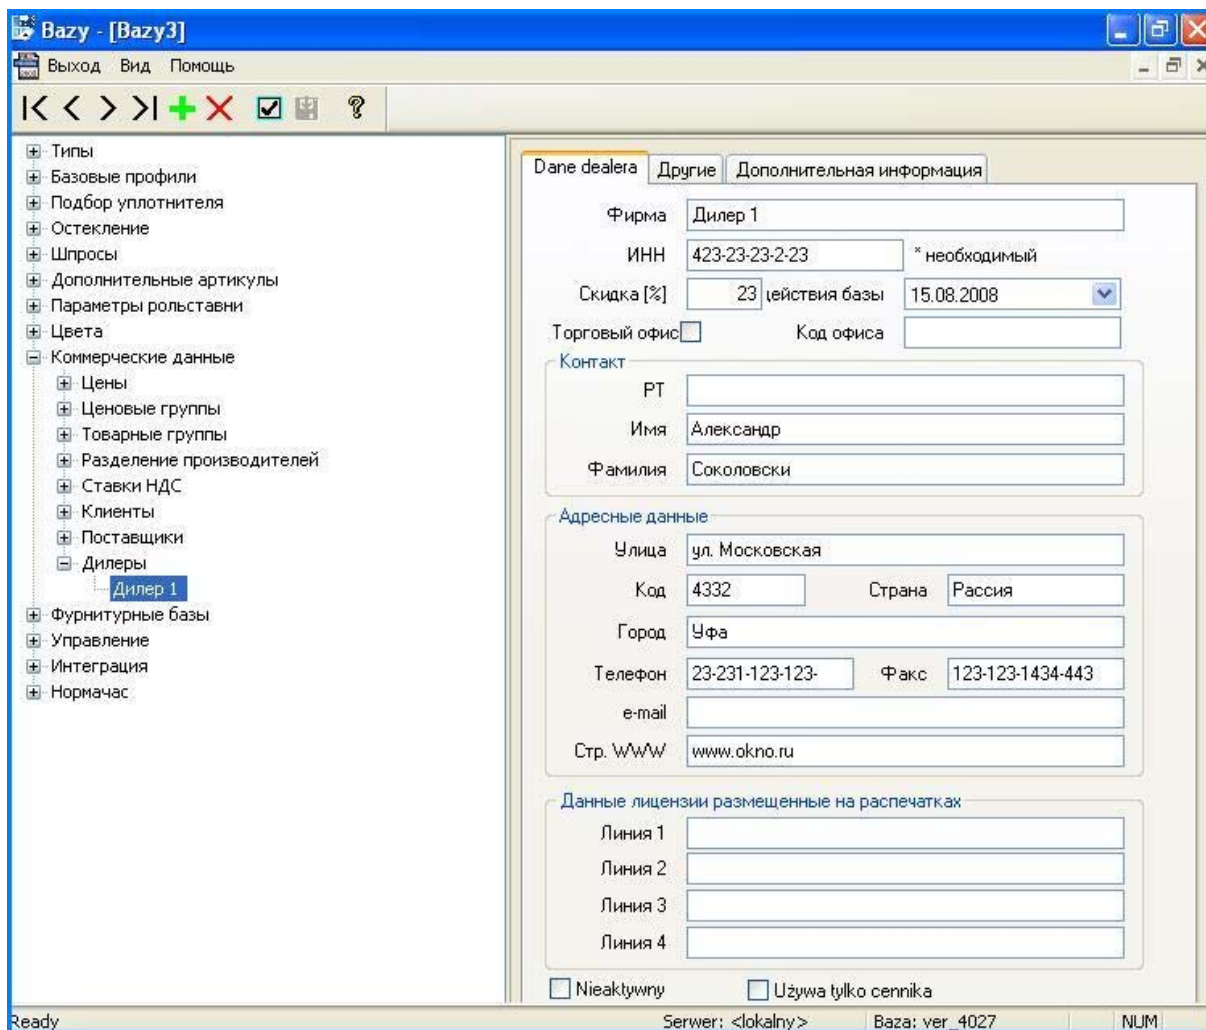 Bazy - [Bazy3]
Выход Вид Помощь
Типы
Базовые профили
Подбор уплотнителя
Остекление
Шпросы
Дополнительные артикулы
Параметры рольставни
Цвета
Коммерческие данные
Цены
Ценовые группы
Товарные группы
Разделение производителей
Ставки НДС
Клиенты
Поставщики
Дилеры
Дилер 1
Фурнитурные базы
Управление
Интеграция
Нормачас
Dane dealera Другие Дополнительная информация
Фирма Дилер 1
ИНН 423-23-23-2-23 * необходимый
Скидка [%] 23 цействия базы 15.08.2008
Торговый офис Код офиса
Контакт
РТ
Имя Александр
Фамилия Соколовски
Адресные данные
Улица ул. Московская
Код 4332 Страна Рассия
Город Уфа
Телефон 23-231-123-123- Факс 123-123-1434-443
e-mail
Стр. WWW www.okno.ru
Данные лицензии размещенные на распечатках
Линия 1
Линия 2
Линия 3
Линия 4
Nieaktywny Używa tylko cennika
Ready Serwer: <lokalny> Baza: ver_4027 NUM